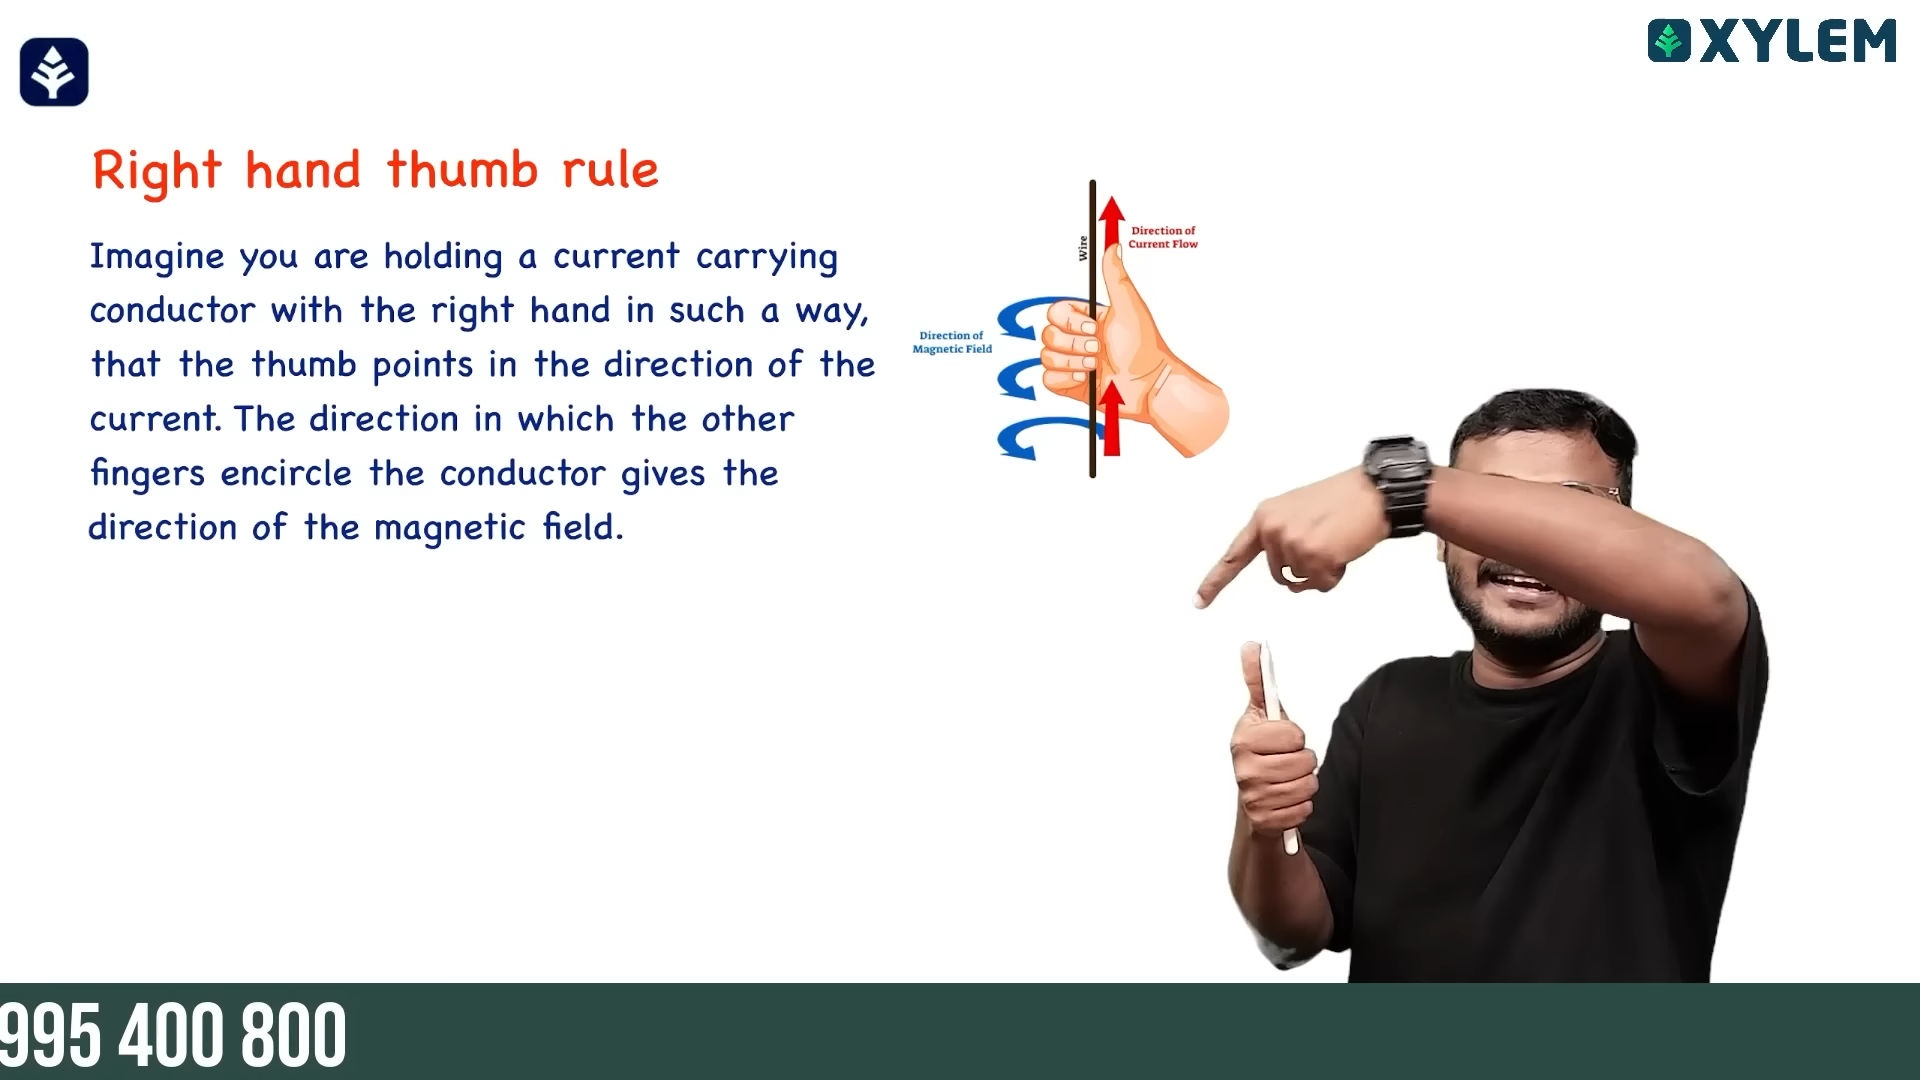 XYLEM
Right hand thumb rule
Imagine you are holding a current carrying
conductor with the right hand in such a way,
that the thumb points in the direction of the
current. The direction in which the other
fingers encircle the conductor gives the
direction of the magnetic field.
Wire
Direction of
Current Flow
Direction of
Magnetic Field
995 400 800